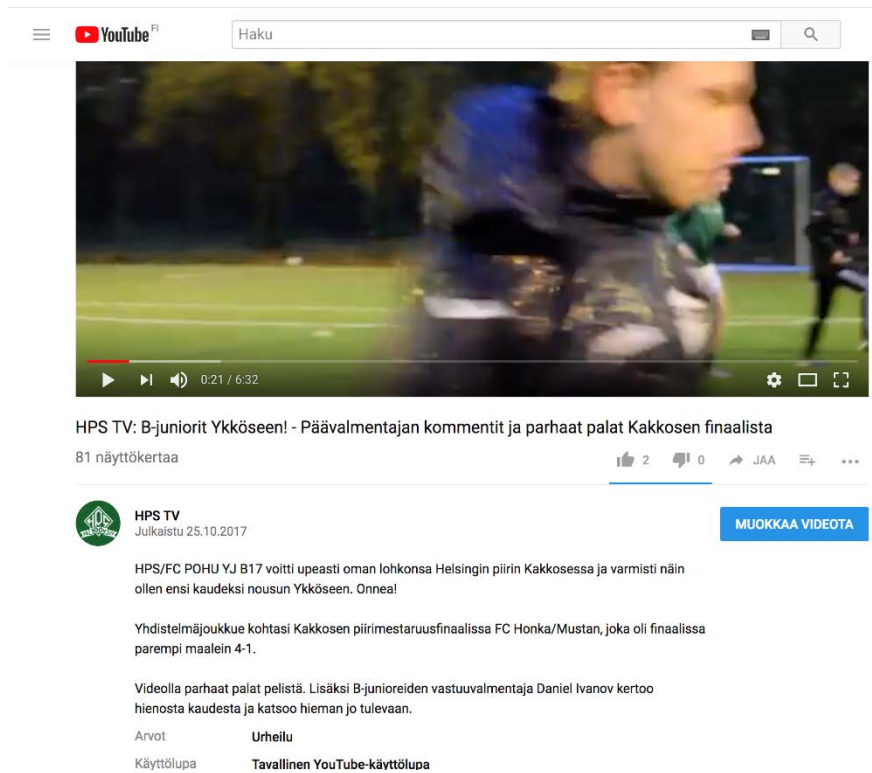 YouTube FI
Haku
0:21 / 6:32
HPS TV: B-juniorit Ykköseen! - Päävalmentajan kommentit ja parhaat palat Kakkosen finaalista
81 näyttökertaa
2 0 JAA
HPS TV
Julkaistu 25.10.2017
MUOKKAA VIDEOTA
HPS/FC POHU YJ B17 voitti upeasti oman lohkonsa Helsingin piirin Kakkosessa ja varmisti näin
ollen ensi kaudeksi nousun Ykköseen. Onnea!
Yhdistelmäjoukkue kohtasi Kakkosen piirimestaruusfinaalissa FC Honka/Mustan, joka oli finaalissa
parempi maalein 4-1.
Videolla parhaat palat pelistä. Lisäksi B-junioreiden vastuuvalmentaja Daniel Ivanov kertoo
hienosta kaudesta ja katsoo hieman jo tulevaan.
Arvot Urheilu
Käyttölupa Tavallinen YouTube-käyttölupa